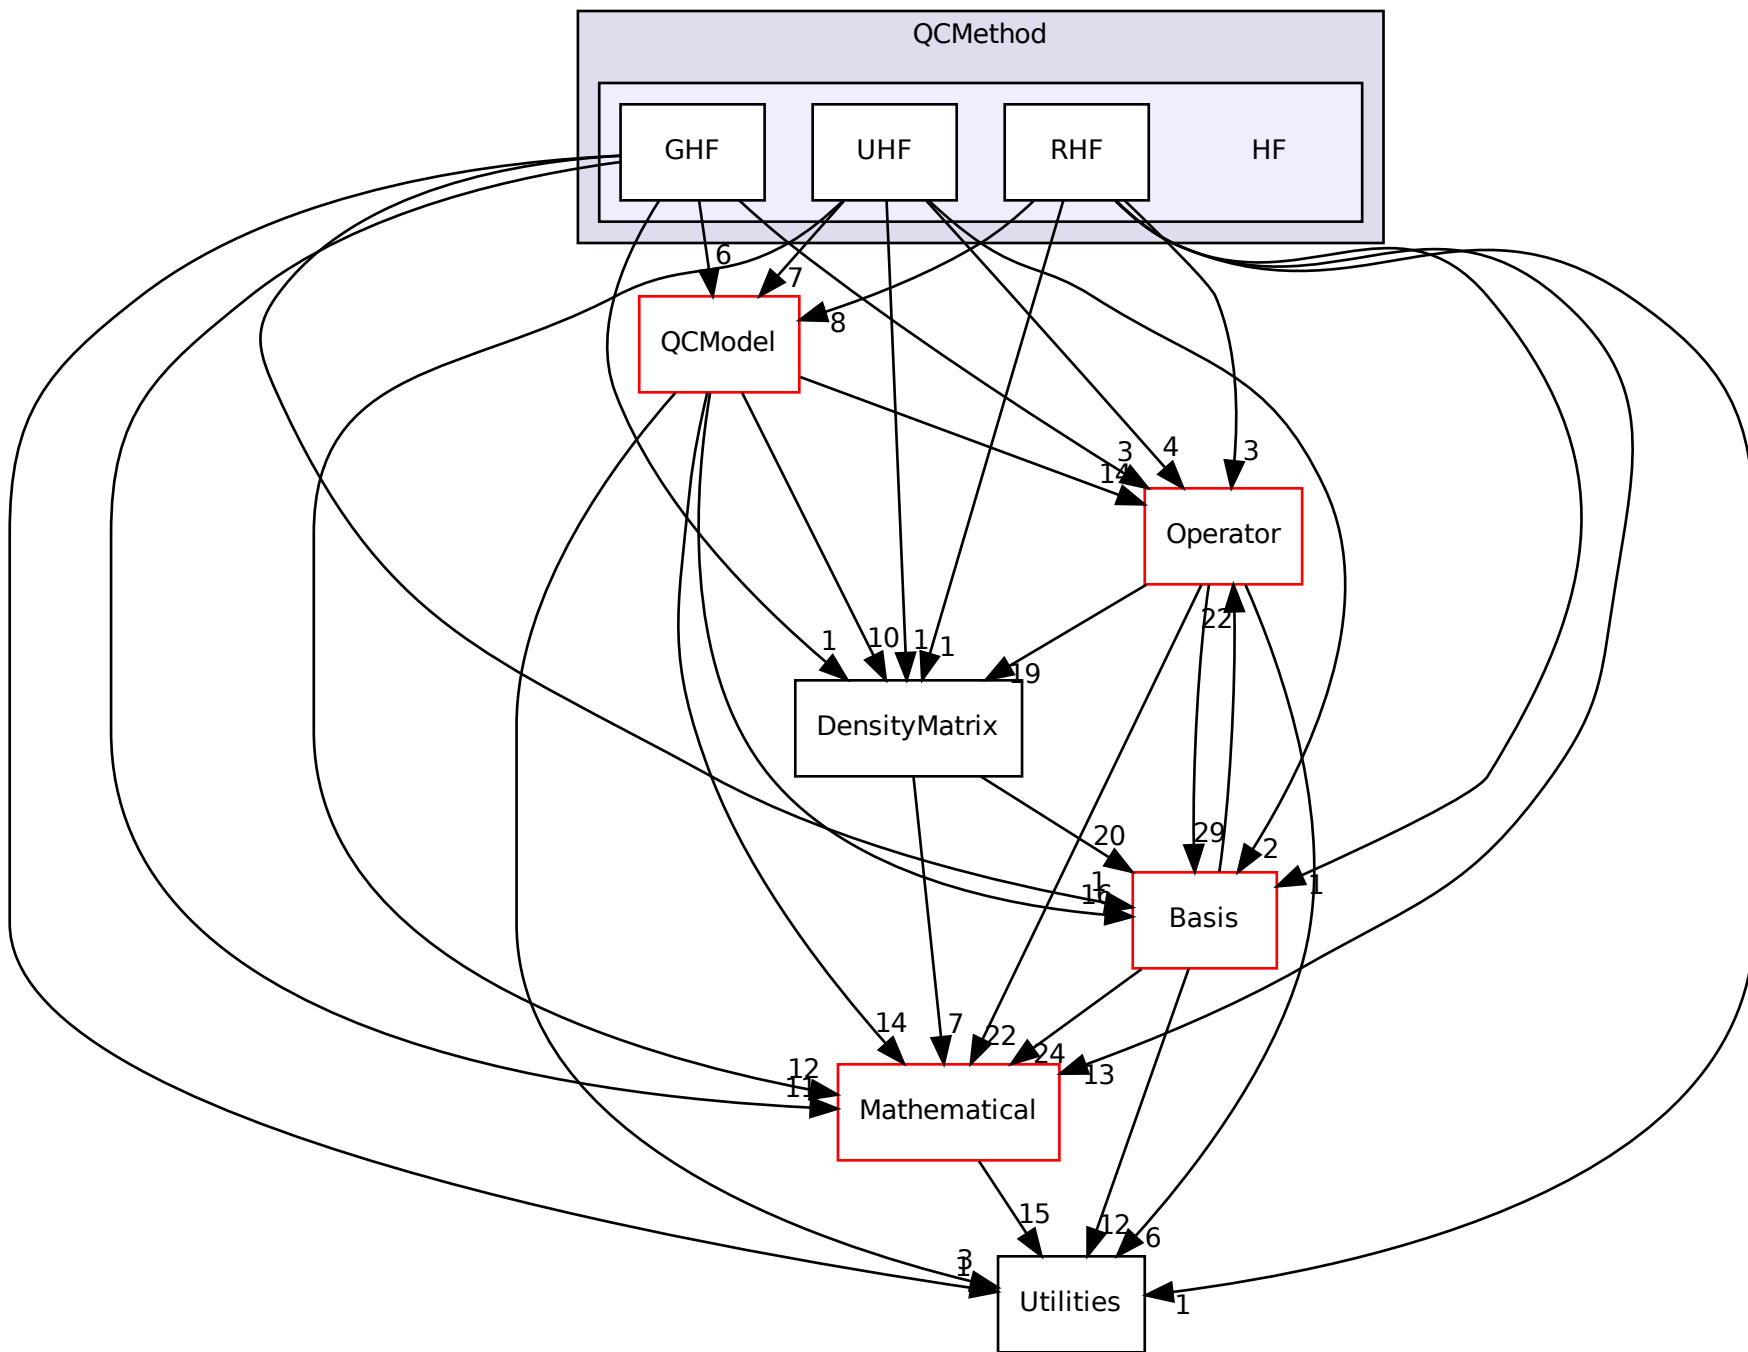 QCMethod
GHF
UHF
RHF
HF
6
7
8
QCModel
3
4
3
14
Operator
22
1
10
1
1
19
DensityMatrix
20
29
2
1
1
16
Basis
14
7
22
24
13
12
11
Mathematical
15
12
6
3
1
1
Utilities